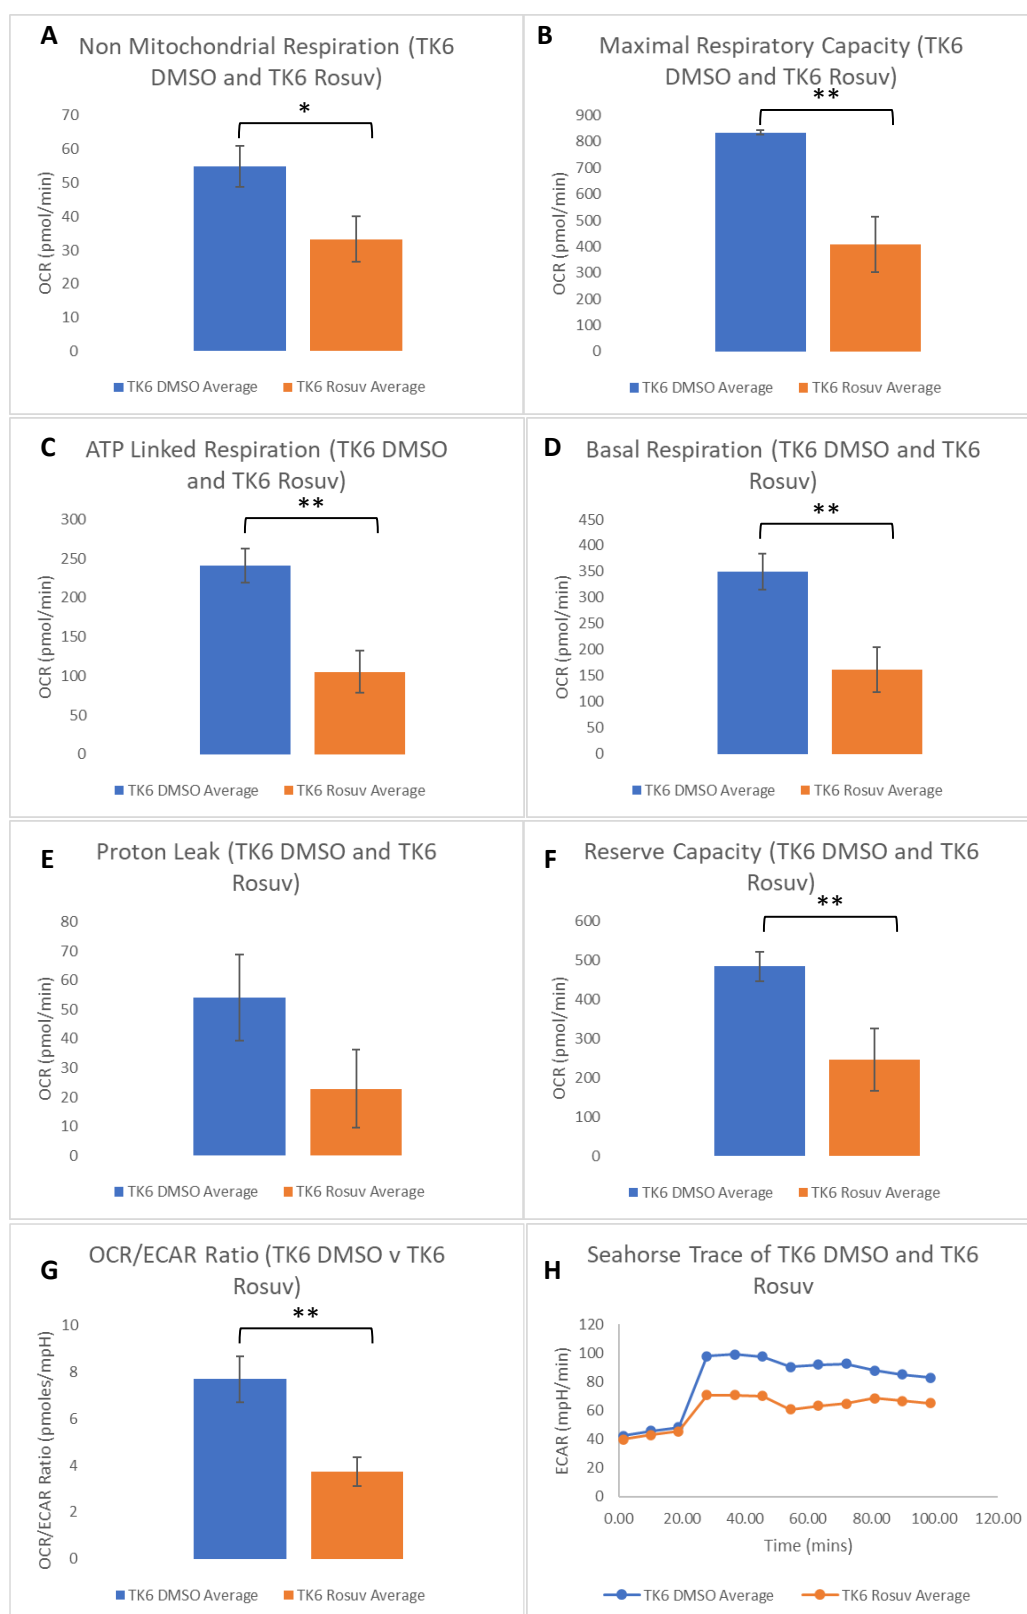 A
Non Mitochondrial Respiration (TK6
DMSO and TK6 Rosuv)
*
OCR (pmol/min)
70
60
50
40
30
20
10
0
TK6 DMSO Average
TK6 Rosuv Average
B
Maximal Respiratory Capacity (TK6
DMSO and TK6 Rosuv)
**
OCR (pmol/min)
900
800
700
600
500
400
300
200
100
0
TK6 DMSO Average
TK6 Rosuv Average
C
ATP Linked Respiration (TK6 DMSO
and TK6 Rosuv)
**
OCR (pmol/min)
300
250
200
150
100
50
0
TK6 DMSO Average
TK6 Rosuv Average
D
Basal Respiration (TK6 DMSO and TK6
Rosuv)
**
OCR (pmol/min)
450
400
350
300
250
200
150
100
50
0
TK6 DMSO Average
TK6 Rosuv Average
E
Proton Leak (TK6 DMSO and TK6
Rosuv)
OCR (pmol/min)
80
70
60
50
40
30
20
10
0
TK6 DMSO Average
TK6 Rosuv Average
F
Reserve Capacity (TK6 DMSO and TK6
Rosuv)
**
OCR (pmol/min)
600
500
400
300
200
100
0
TK6 DMSO Average
TK6 Rosuv Average
G
OCR/ECAR Ratio (TK6 DMSO v TK6
Rosuv)
**
OCR/ECAR Ratio (pmoles/mpH)
10
8
6
4
2
0
TK6 DMSO Average
TK6 Rosuv Average
H
Seahorse Trace of TK6 DMSO and TK6
Rosuv
ECAR (mpH/min)
120
100
80
60
40
20
0
0.00 20.00 40.00 60.00 80.00 100.00 120.00
Time (mins)
TK6 DMSO Average
TK6 Rosuv Average